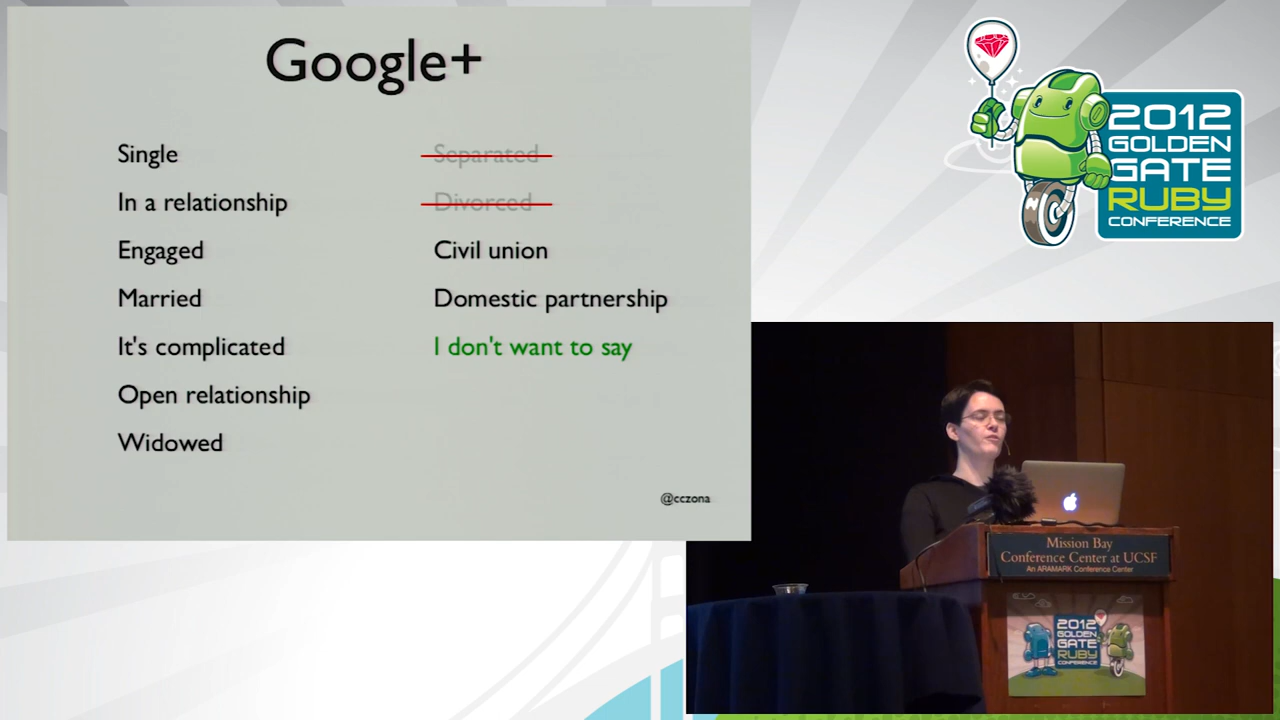 Google+
Single
In a relationship
Engaged
Married
It's complicated
Open relationship
Widowed
Separated
Divorced
Civil union
Domestic partnership
I don't want to say
@cczona
2012
GOLDEN
GATE
RUBY
CONFERENCE
Mission Bay
Conference Center at UCSF
An ARAMARK Conference Center
2012
GOLDEN
GATE
RUBY
CONFERENCE